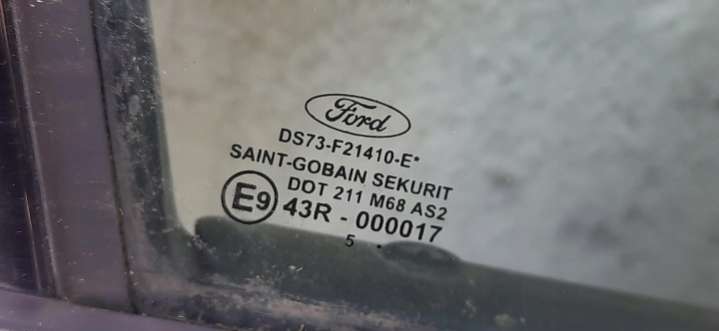 Ford
DS73-F21410-E*
SAINT-GOBAIN SEKURIT
DOT 211 M68 AS2
E9 43R - 000017
5 .